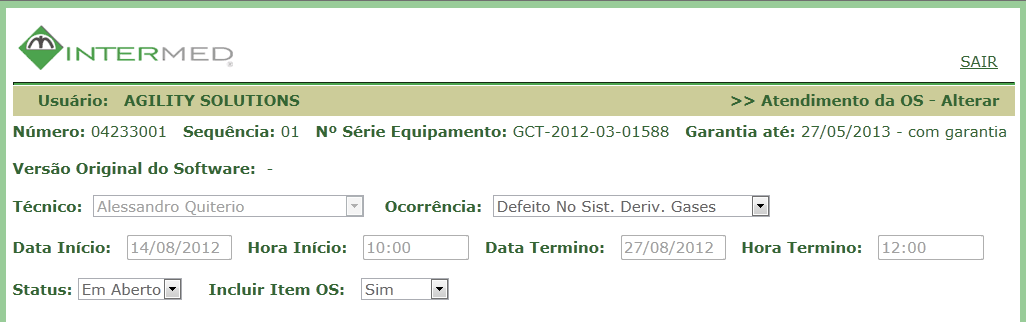 INTERMED®
SAIR
Usuário: AGILITY SOLUTIONS >> Atendimento da OS - Alterar
Número: 04233001 Sequência: 01 Nº Série Equipamento: GCT-2012-03-01588 Garantia até: 27/05/2013 - com garantia
Versão Original do Software: -
Técnico: Alessandro Quiterio Ocorrência: Defeito No Sist. Deriv. Gases
Data Início: 14/08/2012 Hora Início: 10:00 Data Termino: 27/08/2012 Hora Termino: 12:00
Status: Em Aberto Incluir Item OS: Sim